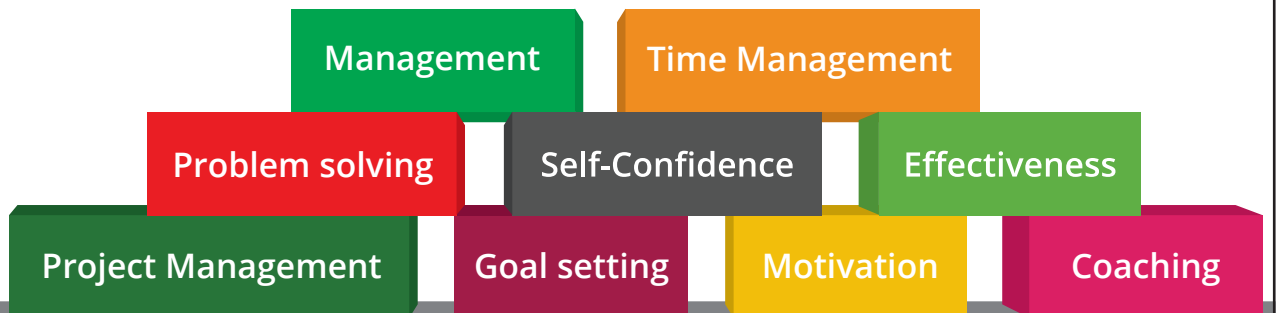 Management
Time Management
Problem solving
Self-Confidence
Effectiveness
Project Management
Goal setting
Motivation
Coaching